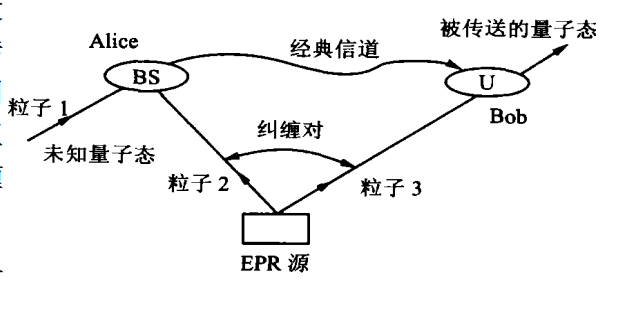 被传送的量子态
Alice
经典信道
BS
U
粒子 1
Bob
纠缠对
未知量子态
粒子 2
粒子 3
EPR 源